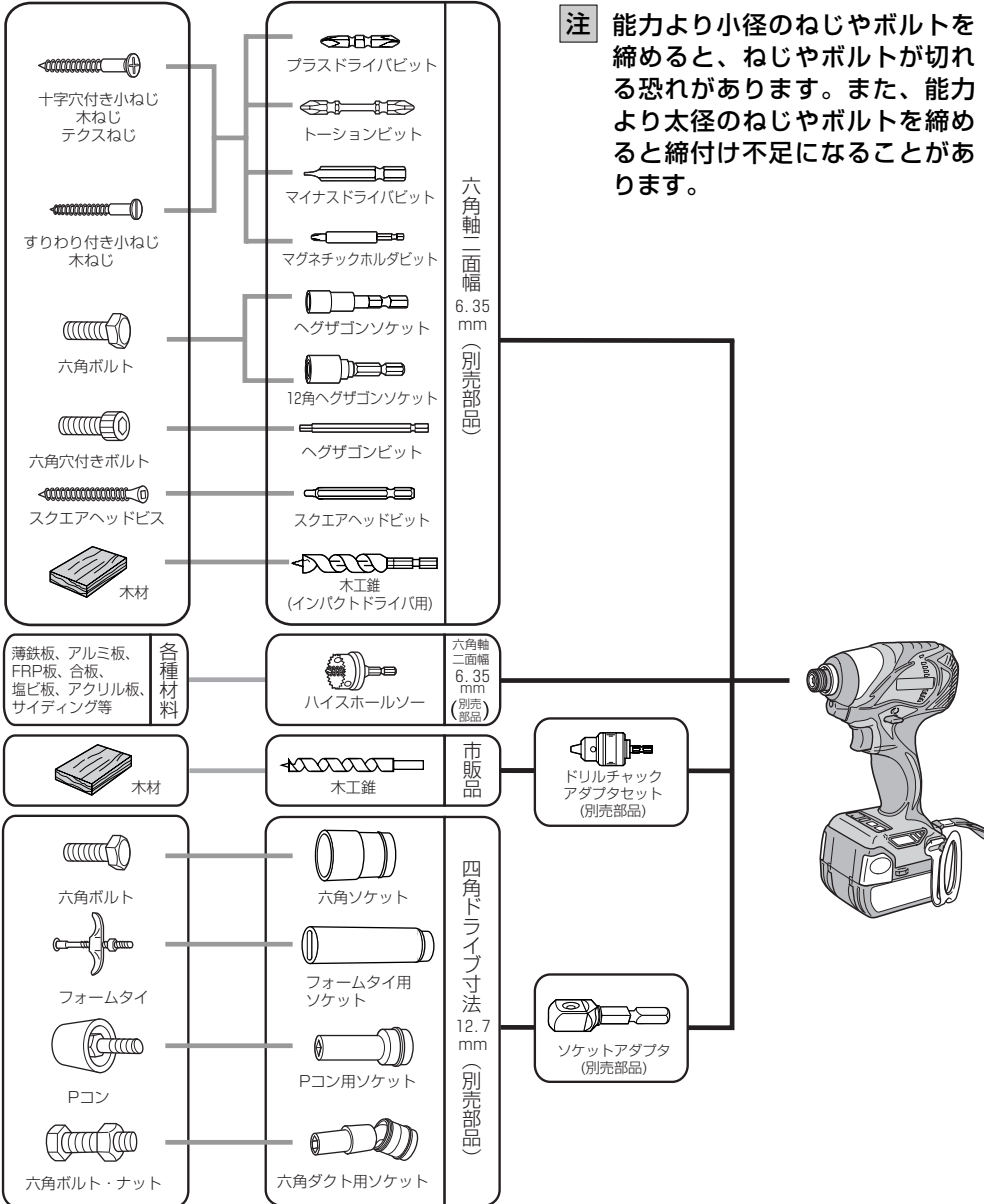 注 能力より小径のねじやボルトを
締めると、ねじやボルトが切れ
る恐れがあります。また、能力
より太径のねじやボルトを締め
ると締付け不足になることがあ
ります。
十字穴付き小ねじ
木ねじ
テクスねじ
すりわり付き小ねじ
木ねじ
六角ボルト
六角穴付きボルト
スクエアヘッドビス
木材
プラスドライバビット
トーションビット
マイナスドライバビット
マグネチックホルダビット
ヘグザゴンソケット
12角ヘグザゴンソケット
ヘグザゴンビット
スクエアヘッドビット
木工錐
(インパクトドライバ用)
六角軸二面幅6.35mm(別売部品)
薄鉄板、アルミ板、
FRP板、合板、
塩ビ板、アクリル板、
サイディング等
各種材料
ハイスホールソー
六角軸
二面幅
6.35
mm
(別売
部品)
木材
木工錐
市販品
ドリルチャック
アダプタセット
(別売部品)
六角ボルト
フォームタイ
Pコン
六角ボルト・ナット
六角ソケット
フォームタイ用
ソケット
Pコン用ソケット
六角ダクト用ソケット
四角ドライブ寸法12.7mm(別売部品)
ソケットアダプタ
(別売部品)